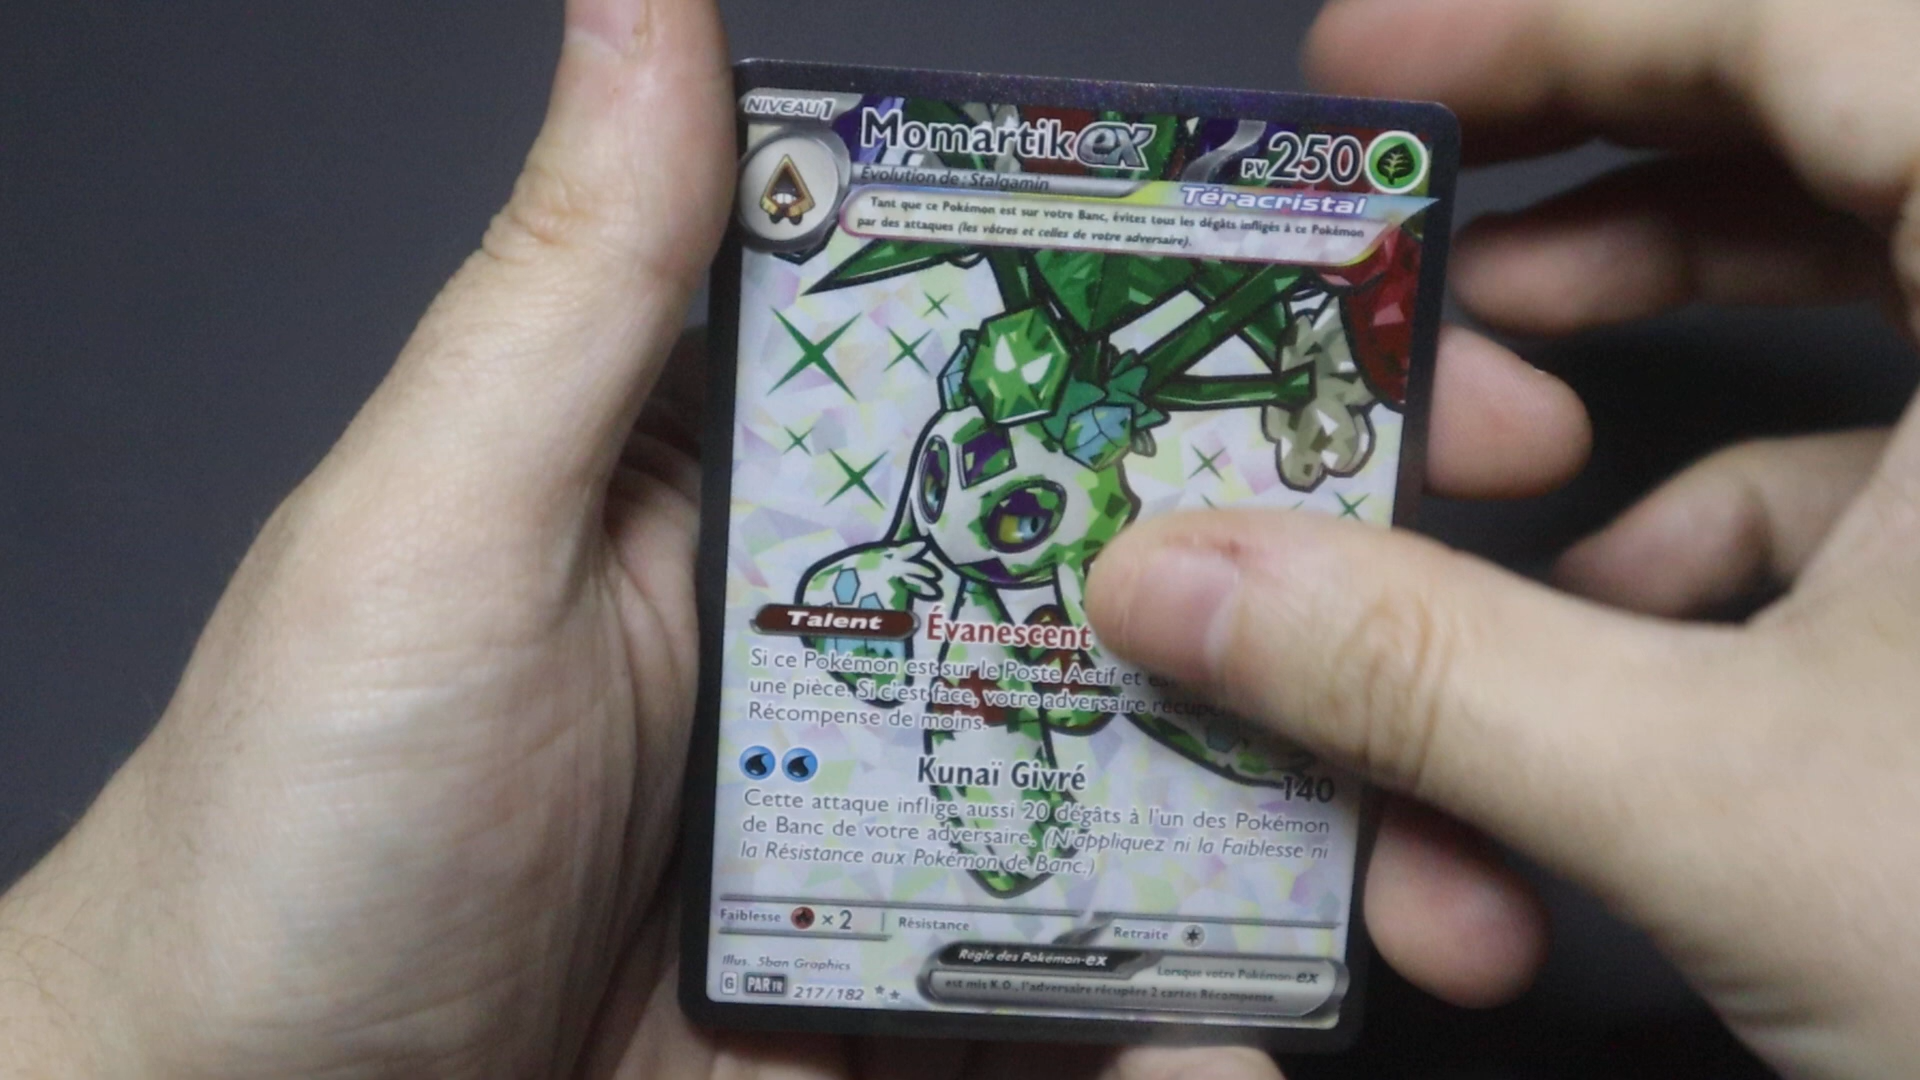 NIVEAU 1
Momartik ex
PV 250
Évolution de : Stalgamin
Téracristal
Tant que ce Pokémon est sur votre Banc, évitez tous les dégâts infligés à ce Pokémon
par des attaques (les vôtres et celles de votre adversaire).
Talent Évanescent
Si ce Pokémon est sur le Poste Actif et
une pièce. Si c'est face, votre adversaire
Récompense de moins.
Kunaï Givré 140
Cette attaque inflige aussi 20 dégâts à l'un des Pokémon
de Banc de votre adversaire. (N'appliquez ni la Faiblesse ni
la Résistance aux Pokémon de Banc.)
Faiblesse ×2 Résistance Retraite
Illus. 5ban Graphics
Règle des Pokémon-ex Lorsque votre Pokémon-ex
est mis K.O., l'adversaire récupère 2 cartes Récompense.
G PAR FR 217/182